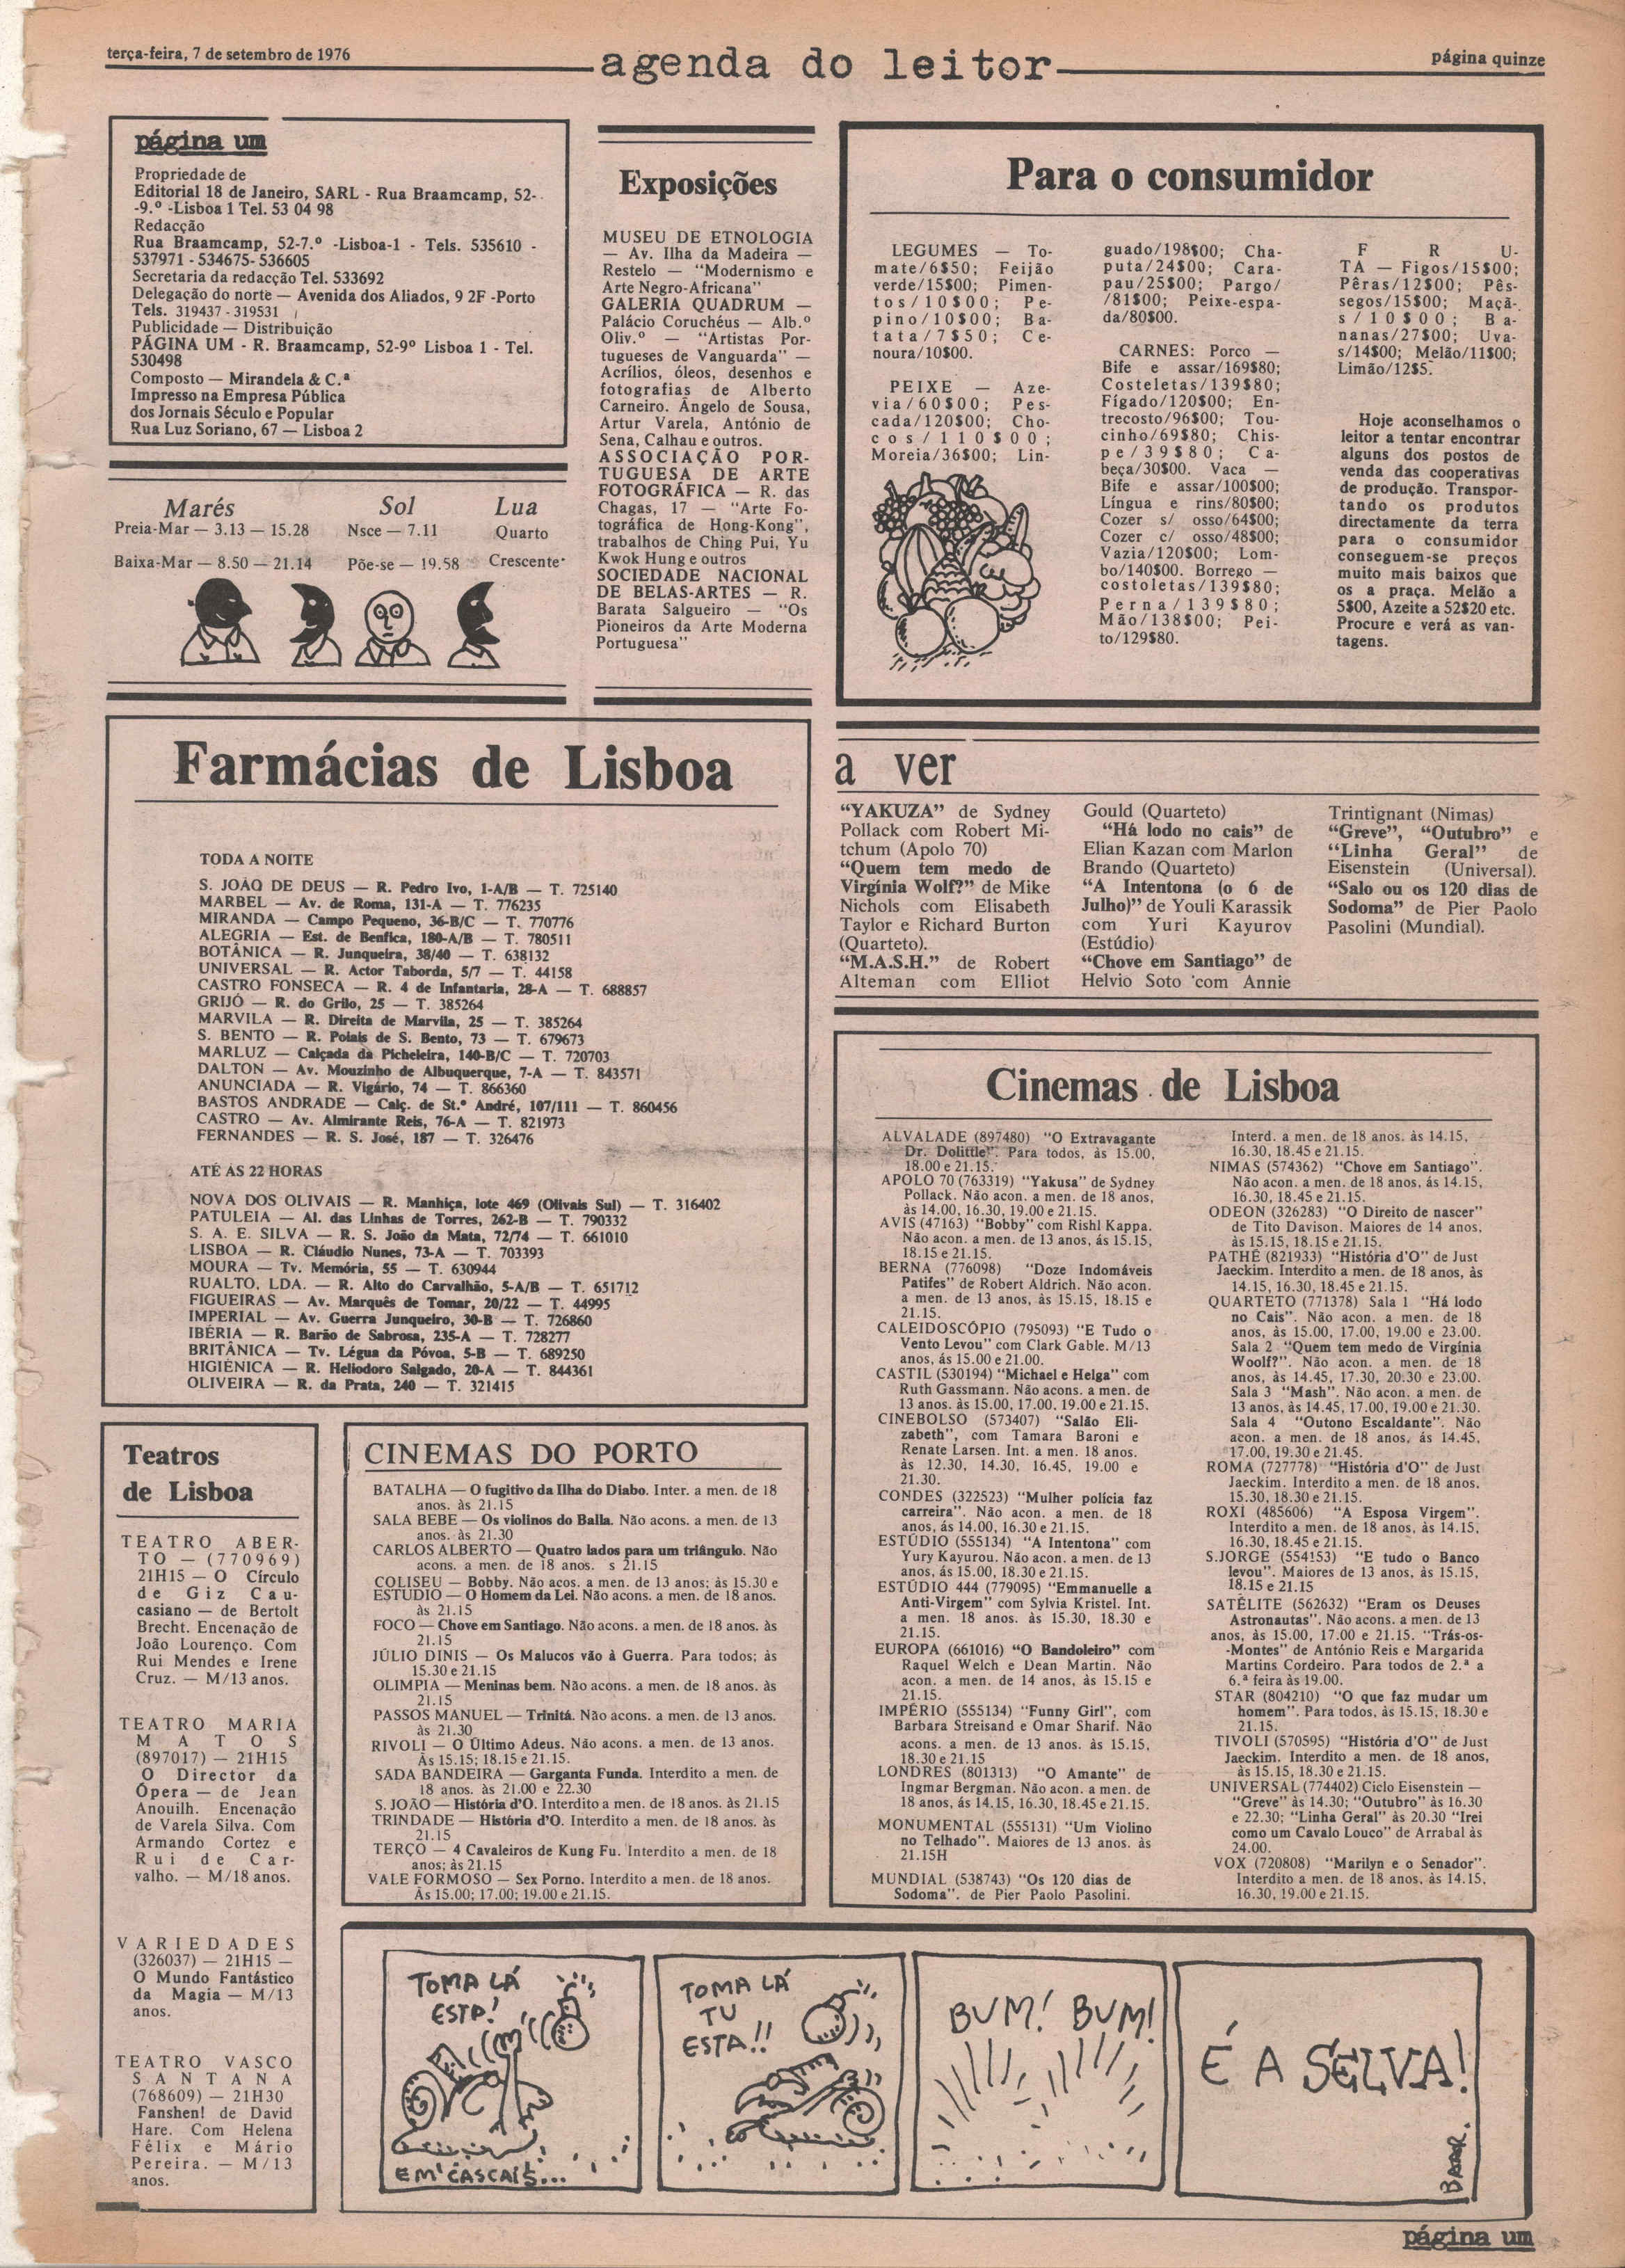 terça-feira, 7 de setembro de 1976
agenda do leitor
página quinze
página um
Propriedade de
Editorial 18 de Janeiro, SARL - Rua Braamcamp, 52-
-9.º -Lisboa 1 Tel. 53 04 98
Redacção
Rua Braamcamp, 52-7.º -Lisboa-1 - Tels. 535610 -
537971 - 534675- 536605
Secretaria da redacção Tel. 533692
Delegação do norte — Avenida dos Aliados, 9 2F -Porto
Tels. 319437 - 319531
Publicidade — Distribuição
PÁGINA UM - R. Braamcamp, 52-9º Lisboa 1 - Tel.
530498
Composto — Mirandela & C.ª
Impresso na Empresa Pública
dos Jornais Século e Popular
Rua Luz Soriano, 67 — Lisboa 2
Marés
Preia-Mar — 3.13 — 15.28
Baixa-Mar — 8.50 — 21.14
Sol
Nsce — 7.11
Põe-se — 19.58
Lua
Quarto
Crescente
Exposições
MUSEU DE ETNOLOGIA
— Av. Ilha da Madeira —
Restelo — "Modernismo e
Arte Negro-Africana"
GALERIA QUADRUM —
Palácio Coruchéus — Alb.º
Oliv.º — "Artistas Por-
tugueses de Vanguarda" —
Acrílios, óleos, desenhos e
fotografias de Alberto
Carneiro. Ângelo de Sousa,
Artur Varela, António de
Sena, Calhau e outros.
ASSOCIAÇÃO POR-
TUGUESA DE ARTE
FOTOGRÁFICA — R. das
Chagas, 17 — "Arte Fo-
tográfica de Hong-Kong",
trabalhos de Ching Pui, Yu
Kwok Hung e outros
SOCIEDADE NACIONAL
DE BELAS-ARTES — R.
Barata Salgueiro — "Os
Pioneiros da Arte Moderna
Portuguesa"
Para o consumidor
LEGUMES — To-
mate/6$50; Feijão
verde/15$00; Pimen-
tos/10$00; Pe-
pino/10$00; Ba-
tata/7$50; Ce-
noura/10$00.
PEIXE — Aze-
via/60$00; Pes-
cada/120$00; Cho-
cos/110$00;
Moreia/36$00; Lin-
guado/198$00; Cha-
puta/24$00; Cara-
pau/25$00; Pargo/
/81$00; Peixe-espa-
da/80$00.
CARNES: Porco —
Bife e assar/169$80;
Costeletas/139$80;
Fígado/120$00; En-
trecosto/96$00; Tou-
cinho/69$80; Chis-
pe/39$80; Ca-
beça/30$00. Vaca —
Bife e assar/100$00;
Língua e rins/80$00;
Cozer s/ osso/64$00;
Cozer c/ osso/48$00;
Vazia/120$00; Lom-
bo/140$00. Borrego —
costoletas/139$80;
Perna/139$80;
Mão/138$00; Pei-
to/129$80.
F R U-
TA — Figos/15$00;
Pêras/12$00; Pês-
segos/15$00; Maçã-
s/10$00; Ba-
nanas/27$00; Uva-
s/14$00; Melão/11$00;
Limão/12$5.
Hoje aconselhamos o
leitor a tentar encontrar
alguns dos postos de
venda das cooperativas
de produção. Transpor-
tando os produtos
directamente da terra
para o consumidor
conseguem-se preços
muito mais baixos que
os a praça. Melão a
5$00, Azeite a 52$20 etc.
Procure e verá as van-
tagens.
Farmácias de Lisboa
TODA A NOITE
S. JOÃO DE DEUS — R. Pedro Ivo, 1-A/B — T. 725140
MARBEL — Av. de Roma, 131-A — T. 776235
MIRANDA — Campo Pequeno, 36-B/C — T. 770776
ALEGRIA — Est. de Benfica, 180-A/B — T. 780511
BOTÂNICA — R. Junqueira, 38/40 — T. 638132
UNIVERSAL — R. Actor Taborda, 5/7 — T. 44158
CASTRO FONSECA — R. 4 de Infantaria, 28-A — T. 688857
GRIJÓ — R. do Grilo, 25 — T. 385264
MARVILA — R. Direita de Marvila, 25 — T. 385264
S. BENTO — R. Poiais de S. Bento, 73 — T. 679673
MARLUZ — Calçada da Picheleira, 140-B/C — T. 720703
DALTON — Av. Mouzinho de Albuquerque, 7-A — T. 843571
ANUNCIADA — R. Vigário, 74 — T. 866360
BASTOS ANDRADE — Calç. de St.º André, 107/111 — T. 860456
CASTRO — Av. Almirante Reis, 76-A — T. 821973
FERNANDES — R. S. José, 187 — T. 326476
ATÉ ÀS 22 HORAS
NOVA DOS OLIVAIS — R. Manhiça, lote 469 (Olivais Sul) — T. 316402
PATULEIA — Al. das Linhas de Torres, 262-B — T. 790332
S. A. E. SILVA — R. S. João da Mata, 72/74 — T. 661010
LISBOA — R. Cláudio Nunes, 73-A — T. 703393
MOURA — Tv. Memória, 55 — T. 630944
RUALTO, LDA. — R. Alto do Carvalhão, 5-A/B — T. 651712
FIGUEIRAS — Av. Marquês de Tomar, 20/22 — T. 44995
IMPERIAL — Av. Guerra Junqueiro, 30-B — T. 726860
IBÉRIA — R. Barão de Sabrosa, 235-A — T. 728277
BRITÂNICA — Tv. Légua da Póvoa, 5-B — T. 689250
HIGIÉNICA — R. Heliodoro Salgado, 20-A — T. 844361
OLIVEIRA — R. da Prata, 240 — T. 321415
a ver
"YAKUZA" de Sydney
Pollack com Robert Mi-
tchum (Apolo 70)
"Quem tem medo de
Virgínia Wolf?" de Mike
Nichols com Elisabeth
Taylor e Richard Burton
(Quarteto).
"M.A.S.H." de Robert
Alteman com Elliot
Gould (Quarteto)
"Há lodo no cais" de
Elian Kazan com Marlon
Brando (Quarteto)
"A Intentona (o 6 de
Julho)" de Youli Karassik
com Yuri Kayurov
(Estúdio)
"Chove em Santiago" de
Helvio Soto com Annie
Trintignant (Nimas)
"Greve", "Outubro" e
"Linha Geral" de
Eisenstein (Universal).
"Salo ou os 120 dias de
Sodoma" de Pier Paolo
Pasolini (Mundial).
Cinemas de Lisboa
ALVALADE (897480) "O Extravagante
Dr. Dolittle". Para todos, às 15.00,
18.00 e 21.15.
APOLO 70 (763319) "Yakusa" de Sydney
Pollack. Não acon. a men. de 18 anos,
às 14.00, 16.30, 19.00 e 21.15.
AVIS (47163) "Bobby" com Rishl Kappa.
Não acon. a men. de 13 anos, ás 15.15,
18.15 e 21.15.
BERNA (776098) "Doze Indomáveis
Patifes" de Robert Aldrich. Não acon.
a men. de 13 anos, às 15.15, 18.15 e
21.15.
CALEIDOSCÓPIO (795093) "E Tudo o
Vento Levou" com Clark Gable. M/13
anos, ás 15.00 e 21.00.
CASTIL (530194) "Michael e Helga" com
Ruth Gassmann. Não acons. a men. de
13 anos. às 15.00, 17.00. 19.00 e 21.15.
CINEBOLSO (573407) "Salão Eli-
zabeth", com Tamara Baroni e
Renate Larsen. Int. a men. 18 anos.
às 12.30, 14.30, 16.45, 19.00 e
21.30.
CONDES (322523) "Mulher polícia faz
carreira". Não acon. a men. de 18
anos, ás 14.00, 16.30 e 21.15.
ESTÚDIO (555134) "A Intentona" com
Yury Kayurou. Não acon. a men. de 13
anos, ás 15.00, 18.30 e 21.15.
ESTÚDIO 444 (779095) "Emmanuelle a
Anti-Virgem" com Sylvia Kristel. Int.
a men. 18 anos. às 15.30, 18.30 e
21.15.
EUROPA (661016) "O Bandoleiro" com
Raquel Welch e Dean Martin. Não
acon. a men. de 14 anos, às 15.15 e
21.15.
IMPÉRIO (555134) "Funny Girl", com
Barbara Streisand e Omar Sharif. Não
acons. a men. de 13 anos. às 15.15,
18.30 e 21.15
LONDRES (801313) "O Amante" de
Ingmar Bergman. Não acon. a men. de
18 anos, ás 14.15, 16.30, 18.45 e 21.15.
MONUMENTAL (555131) "Um Violino
no Telhado". Maiores de 13 anos. às
21.15H
MUNDIAL (538743) "Os 120 dias de
Sodoma". de Pier Paolo Pasolini.
Interd. a men. de 18 anos. às 14.15,
16.30, 18.45 e 21.15.
NIMAS (574362) "Chove em Santiago".
Não acon. a men. de 18 anos, ás 14.15,
16.30, 18.45 e 21.15.
ODEON (326283) "O Direito de nascer"
de Tito Davison. Maiores de 14 anos,
às 15.15, 18.15 e 21.15.
PATHÉ (821933) "História d'O" de Just
Jaeckim. Interdito a men. de 18 anos, às
14.15, 16.30, 18.45 e 21.15.
QUARTETO (771378) Sala 1 "Há lodo
no Cais". Não acon. a men. de 18
anos, às 15.00, 17.00, 19.00 e 23.00.
Sala 2 "Quem tem medo de Virgínia
Woolf?". Não acon. a men. de 18
anos, às 14.45, 17.30, 20.30 e 23.00.
Sala 3 "Mash". Não acon. a men. de
13 anos, às 14.45, 17.00, 19.00 e 21.30.
Sala 4 "Outono Escaldante". Não
acon. a men. de 18 anos, ás 14.45,
17.00, 19.30 e 21.45.
ROMA (727778) "História d'O" de Just
Jaeckim. Interdito a men. de 18 anos,
15.30, 18.30 e 21.15.
ROXI (485606) "A Esposa Virgem".
Interdito a men. de 18 anos, às 14.15,
16.30, 18.45 e 21.15.
S.JORGE (554153) "E tudo o Banco
levou". Maiores de 13 anos, às 15.15,
18.15 e 21.15
SATÉLITE (562632) "Eram os Deuses
Astronautas". Não acons. a men. de 13
anos, às 15.00, 17.00 e 21.15. "Trás-os-
-Montes" de António Reis e Margarida
Martins Cordeiro. Para todos de 2.ª a
6.ª feira às 19.00.
STAR (804210) "O que faz mudar um
homem". Para todos, às 15.15, 18.30 e
21.15.
TIVOLI (570595) "História d'O" de Just
Jaeckim. Interdito a men. de 18 anos,
às 15.15, 18.30 e 21.15.
UNIVERSAL (774402) Ciclo Eisenstein —
"Greve" às 14.30; "Outubro" às 16.30
e 22.30; "Linha Geral" às 20.30 "Irei
como um Cavalo Louco" de Arrabal às
24.00.
VOX (720808) "Marilyn e o Senador".
Interdito a men. de 18 anos, às 14.15,
16.30, 19.00 e 21.15.
Teatros
de Lisboa
TEATRO ABER-
TO — (770969)
21H15 — O Círculo
de Giz Cau-
casiano — de Bertolt
Brecht. Encenação de
João Lourenço. Com
Rui Mendes e Irene
Cruz. — M/13 anos.
TEATRO MARIA
MATOS
(897017) — 21H15
O Director da
Ópera — de Jean
Anouilh. Encenação
de Varela Silva. Com
Armando Cortez e
Rui de Car-
valho. — M/18 anos.
VARIEDADES
(326037) — 21H15 —
O Mundo Fantástico
da Magia — M/13
anos.
TEATRO VASCO
SANTANA
(768609) — 21H30
Fanshen! de David
Hare. Com Helena
Félix e Mário
Pereira. — M/13
anos.
CINEMAS DO PORTO
BATALHA — O fugitivo da Ilha do Diabo. Inter. a men. de 18
anos. às 21.15
SALA BEBE — Os violinos do Balla. Não acons. a men. de 13
anos. às 21.30
CARLOS ALBERTO — Quatro lados para um triângulo. Não
acons. a men. de 18 anos. s 21.15
COLISEU — Bobby. Não acos. a men. de 13 anos; às 15.30 e
ESTUDIO — O Homem da Lei. Não acons. a men. de 18 anos.
às 21.15
FOCO — Chove em Santiago. Não acons. a men. de 18 anos. às
21.15
JÚLIO DINIS — Os Malucos vão à Guerra. Para todos; às
15.30 e 21.15
OLIMPIA — Meninas bem. Não acons. a men. de 18 anos. às
21.15
PASSOS MANUEL — Trinitá. Não acons. a men. de 13 anos.
às 21.30
RIVOLI — O Último Adeus. Não acons. a men. de 13 anos.
Às 15.15; 18.15 e 21.15.
SADA BANDEIRA — Garganta Funda. Interdito a men. de
18 anos. às 21.00 e 22.30
S. JOÃO — História d'O. Interdito a men. de 18 anos. às 21.15
TRINDADE — História d'O. Interdito a men. de 18 anos. às
21.15
TERÇO — 4 Cavaleiros de Kung Fu. Interdito a men. de 18
anos; às 21.15
VALE FORMOSO — Sex Porno. Interdito a men. de 18 anos.
Às 15.00; 17.00; 19.00 e 21.15.
TOMA LÁ
ESTA!
EM CASCAIS...
TOMA LÁ
TU
ESTA!!
BUM! BUM!
É A SELVA!
página um